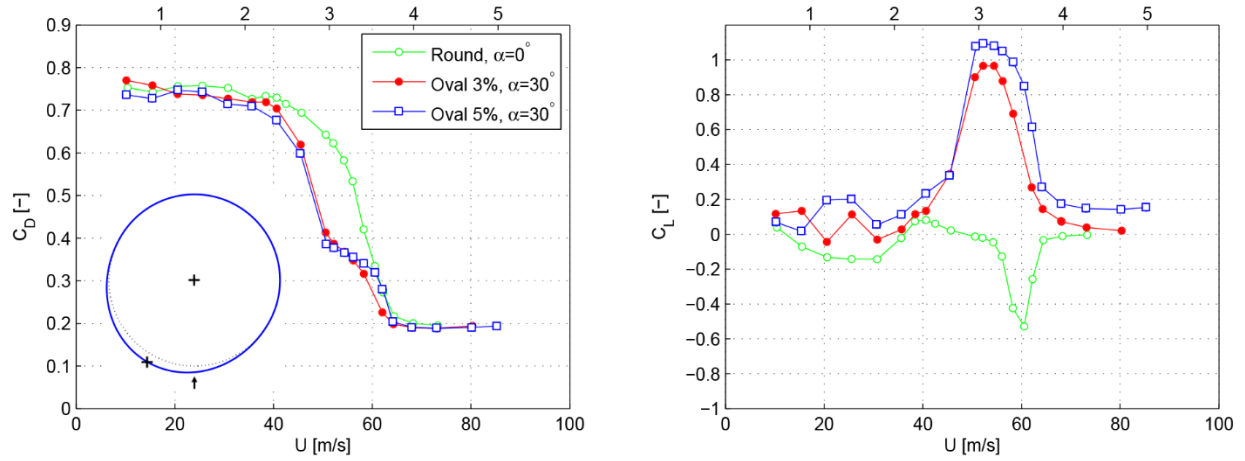 1 2 3 4 5
0.9
0.8
0.7
0.6
0.5
0.4
0.3
0.2
0.1
0
C_D [−]
Round, α=0°
Oval 3%, α=30°
Oval 5%, α=30°
0 20 40 60 80 100
U [m/s]
1 2 3 4 5
1
0.8
0.6
0.4
0.2
0
−0.2
−0.4
−0.6
−0.8
−1
C_L [−]
0 20 40 60 80 100
U [m/s]